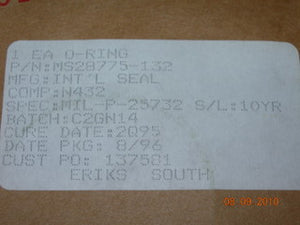 1 EA O-RING
P/N:MS28775-132
MFG:INT'L SEAL
COMP:N432
SPEC:MIL-P-25732 S/L:10YR
BATCH:C2GN14
CURE DATE:2Q95
DATE PKG: 8/96
CUST PO: 137581
ERIKS SOUTH
08-09-2010